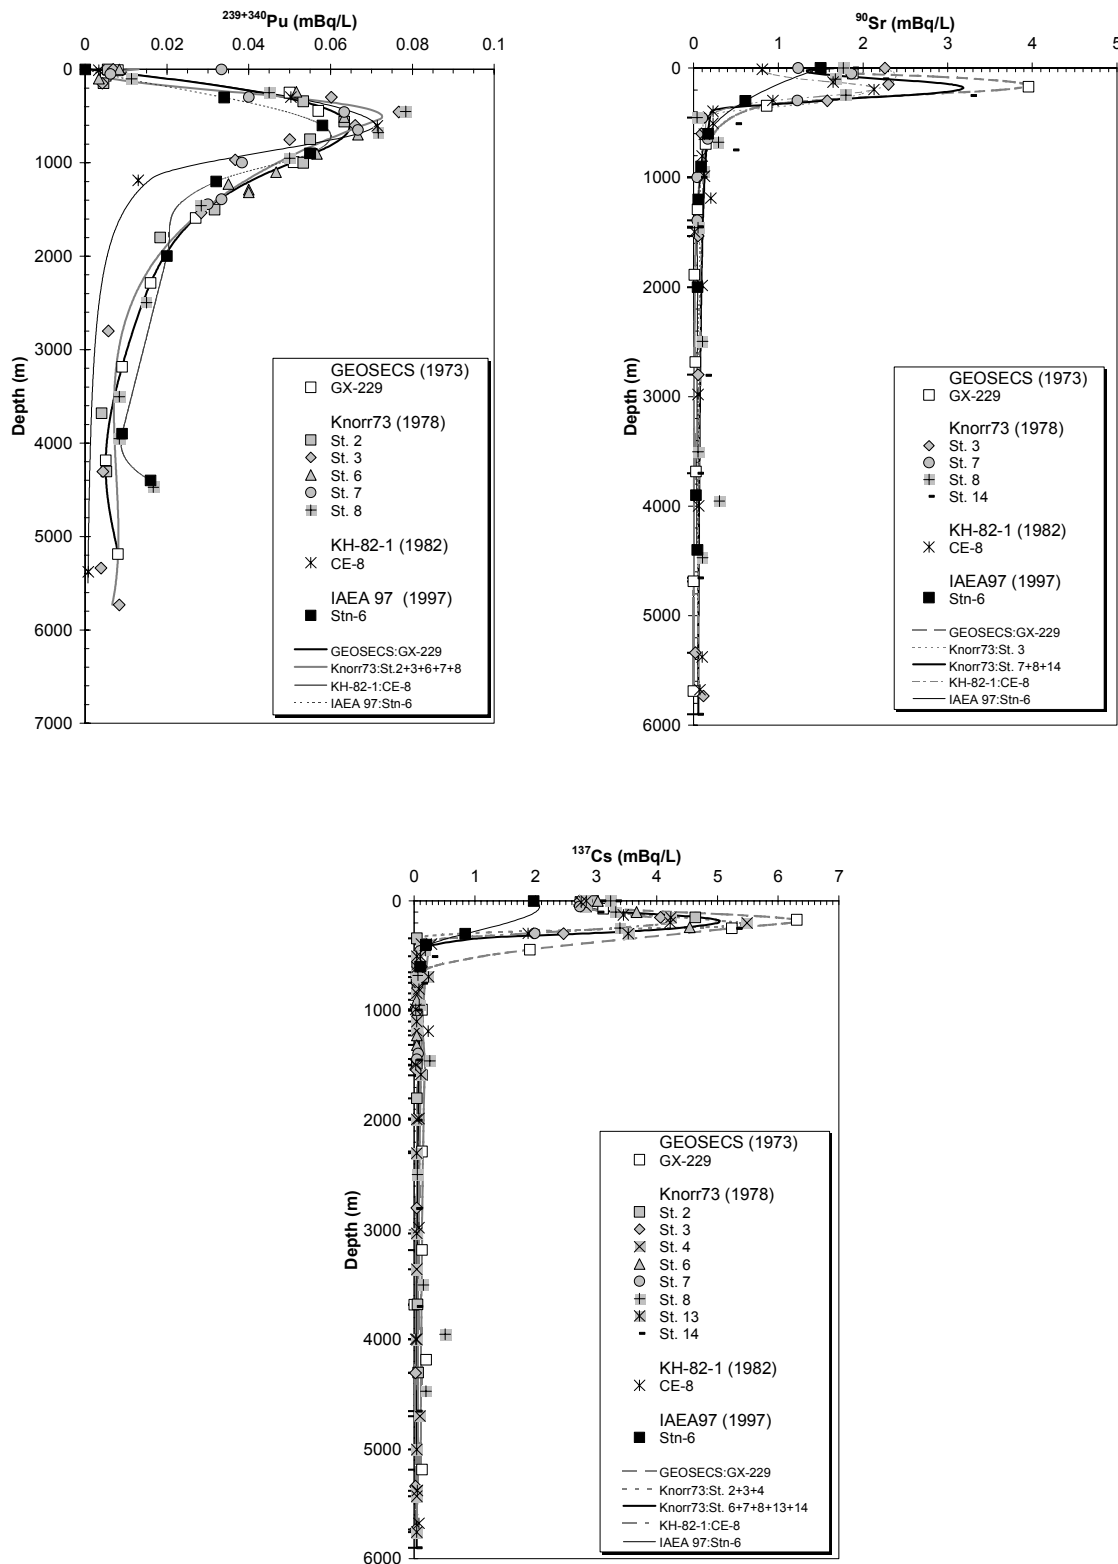 239+340Pu (mBq/L)
0 0.02 0.04 0.06 0.08 0.1
0
1000
2000
3000
4000
5000
6000
7000
Depth (m)
GEOSECS (1973)
GX-229
Knorr73 (1978)
St. 2
St. 3
St. 6
St. 7
St. 8
KH-82-1 (1982)
CE-8
IAEA 97 (1997)
Stn-6
GEOSECS:GX-229
Knorr73:St.2+3+6+7+8
KH-82-1:CE-8
IAEA 97:Stn-6
90Sr (mBq/L)
0 1 2 3 4 5
0
1000
2000
3000
4000
5000
6000
Depth (m)
GEOSECS (1973)
GX-229
Knorr73 (1978)
St. 3
St. 7
St. 8
St. 14
KH-82-1 (1982)
CE-8
IAEA97 (1997)
Stn-6
GEOSECS:GX-229
Knorr73:St. 3
Knorr73:St. 7+8+14
KH-82-1:CE-8
IAEA 97:Stn-6
137Cs (mBq/L)
0 1 2 3 4 5 6 7
0
1000
2000
3000
4000
5000
6000
Depth (m)
GEOSECS (1973)
GX-229
Knorr73 (1978)
St. 2
St. 3
St. 4
St. 6
St. 7
St. 8
St. 13
St. 14
KH-82-1 (1982)
CE-8
IAEA97 (1997)
Stn-6
GEOSECS:GX-229
Knorr73:St. 2+3+4
Knorr73:St. 6+7+8+13+14
KH-82-1:CE-8
IAEA 97:Stn-6